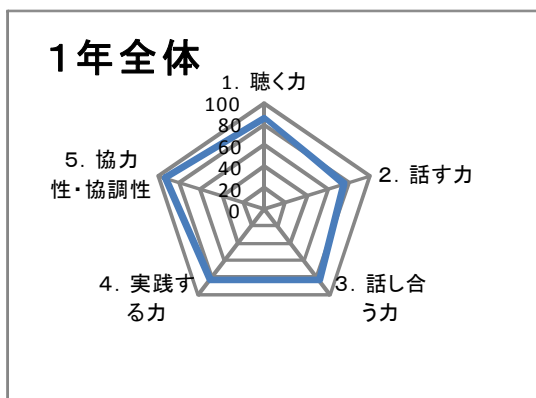 1年全体
1. 聴く力
100
80
60
40
20
0
2. 話す力
3. 話し合
う力
4. 実践す
る力
5. 協力
性・協調性